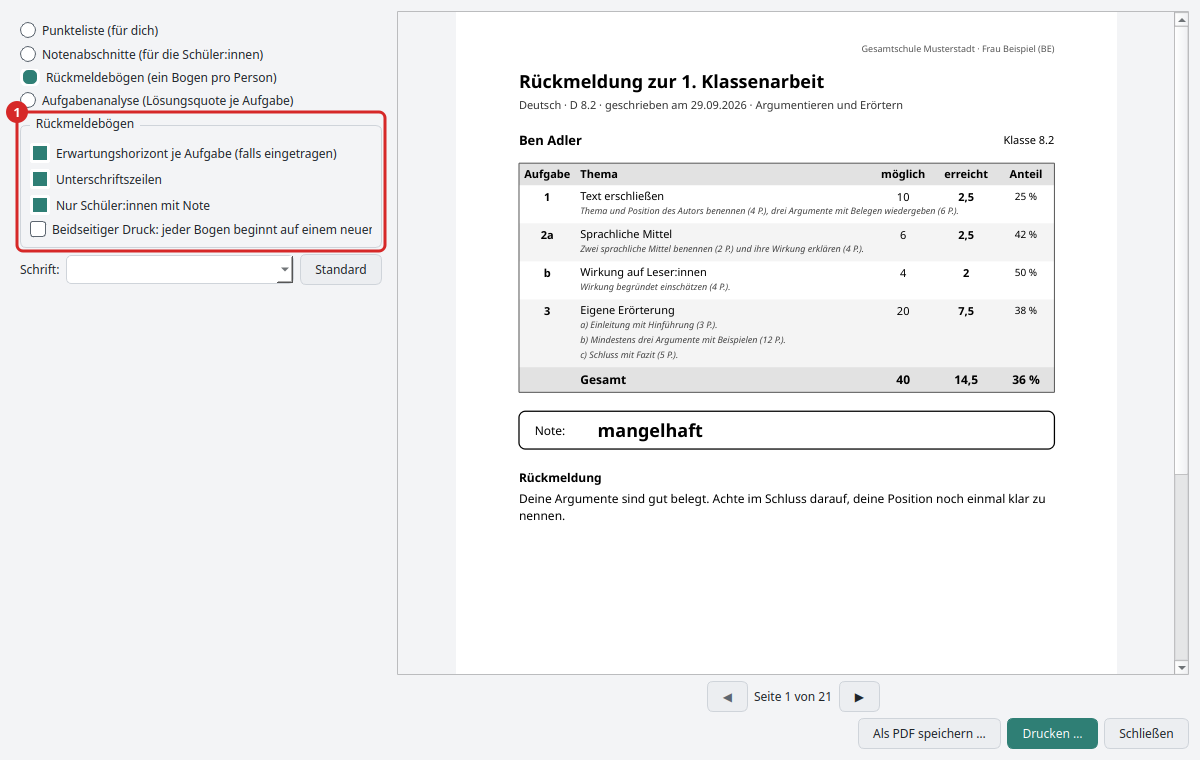 Punkteliste (für dich)
Notenabschnitte (für die Schüler:innen)
Rückmeldebögen (ein Bogen pro Person)
Aufgabenanalyse (Lösungsquote je Aufgabe)
1
Rückmeldebögen
Erwartungshorizont je Aufgabe (falls eingetragen)
Unterschriftszeilen
Nur Schüler:innen mit Note
Beidseitiger Druck: jeder Bogen beginnt auf einem neuer
Schrift:
Standard
Gesamtschule Musterstadt · Frau Beispiel (BE)
Rückmeldung zur 1. Klassenarbeit
Deutsch · D 8.2 · geschrieben am 29.09.2026 · Argumentieren und Erörtern
Ben Adler Klasse 8.2
Aufgabe Thema möglich erreicht Anteil
1 Text erschließen 10 2,5 25 %
Thema und Position des Autors benennen (4 P.), drei Argumente mit Belegen wiedergeben (6 P.).
2a Sprachliche Mittel 6 2,5 42 %
Zwei sprachliche Mittel benennen (2 P.) und ihre Wirkung erklären (4 P.).
b Wirkung auf Leser:innen 4 2 50 %
Wirkung begründet einschätzen (4 P.).
3 Eigene Erörterung 20 7,5 38 %
a) Einleitung mit Hinführung (3 P.).
b) Mindestens drei Argumente mit Beispielen (12 P.).
c) Schluss mit Fazit (5 P.).
Gesamt 40 14,5 36 %
Note: mangelhaft
Rückmeldung
Deine Argumente sind gut belegt. Achte im Schluss darauf, deine Position noch einmal klar zu
nennen.
Seite 1 von 21
Als PDF speichern ...
Drucken ...
Schließen